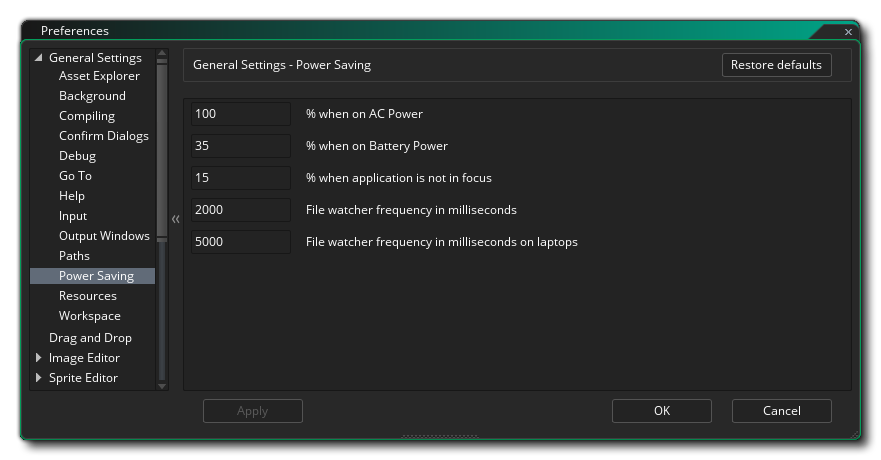 Preferences
General Settings
Asset Explorer
Background
Compiling
Confirm Dialogs
Debug
Go To
Help
Input
Output Windows
Paths
Power Saving
Resources
Workspace
Drag and Drop
Image Editor
Sprite Editor
General Settings - Power Saving
Restore defaults
100 % when on AC Power
35 % when on Battery Power
15 % when application is not in focus
2000 File watcher frequency in milliseconds
5000 File watcher frequency in milliseconds on laptops
Apply
OK
Cancel